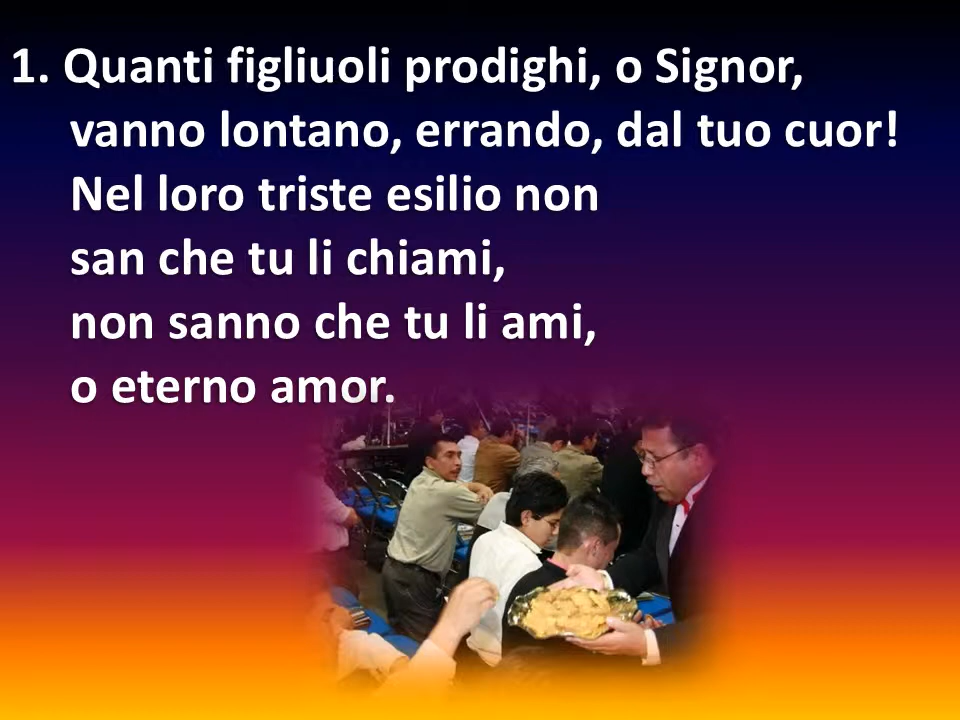 1. Quanti figliuoli prodighi, o Signor,
vanno lontano, errando, dal tuo cuor!
Nel loro triste esilio non
san che tu li chiami,
non sanno che tu li ami,
o eterno amor.